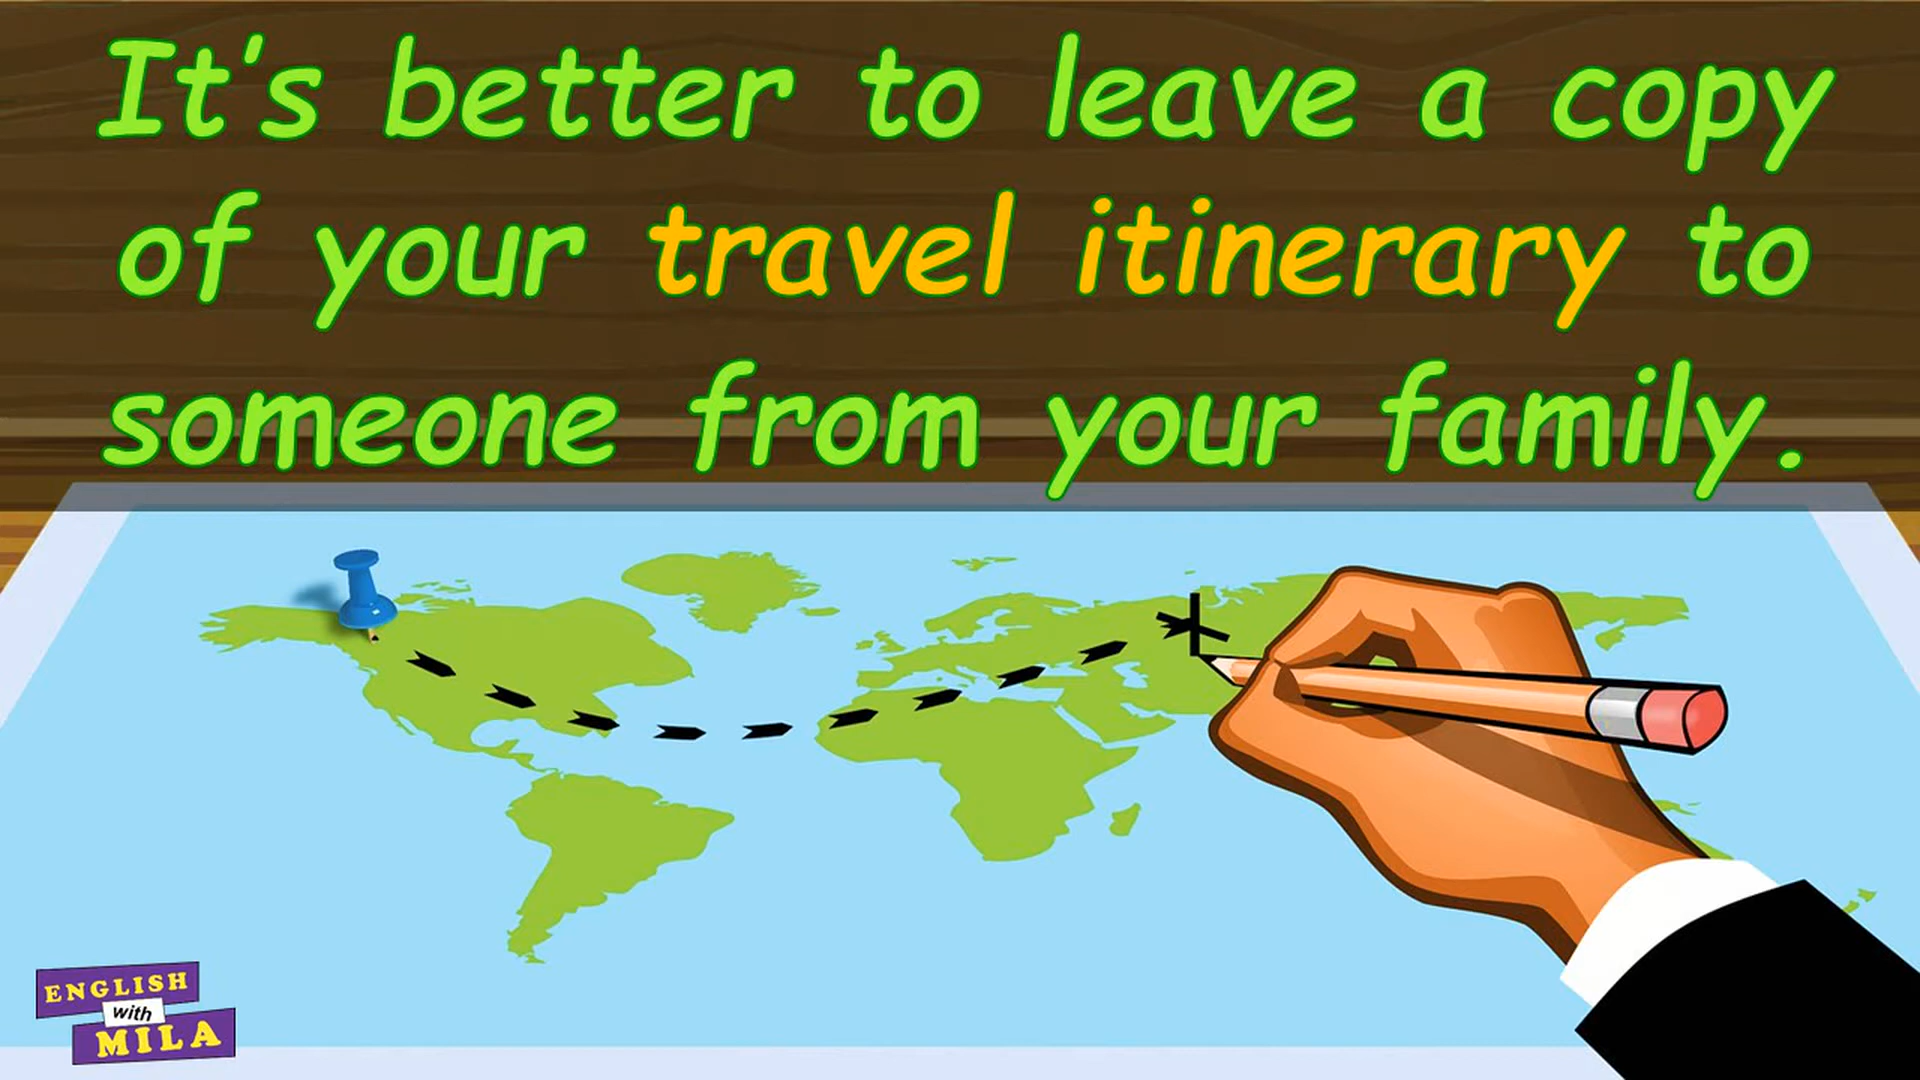 It's better to leave a copy
of your travel itinerary to
someone from your family.
ENGLISH
with
MILA